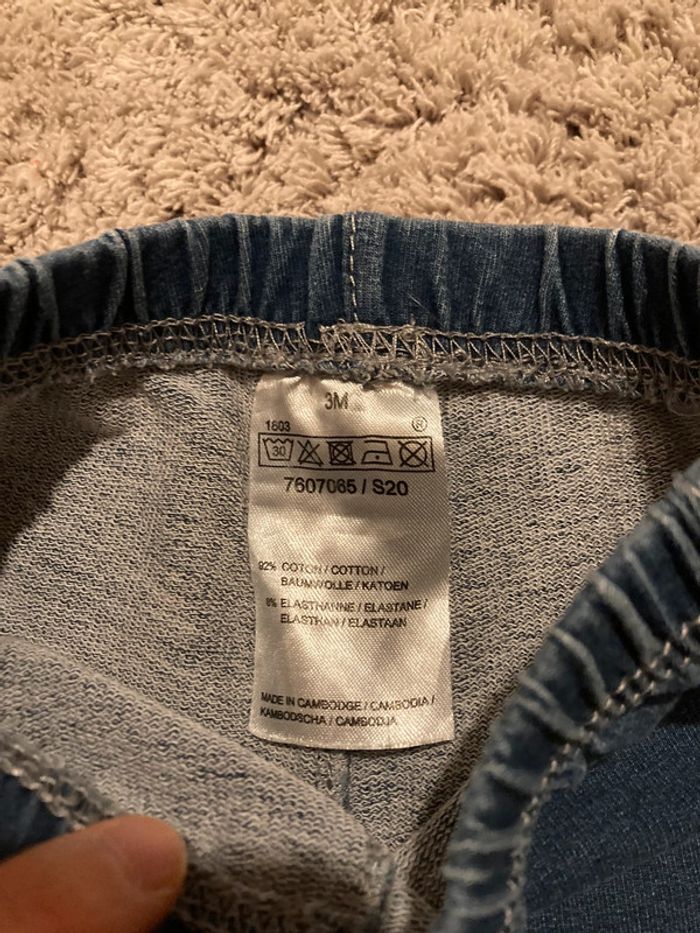 3M
1803 ®
30
7607065 / S20
92% COTON / COTTON /
BAUMWOLLE / KATOEN
8% ELASTHANNE / ELASTANE /
ELASTHAN / ELASTAAN
MADE IN CAMBODGE / CAMBODIA /
KAMBODSCHA / CAMBODJA